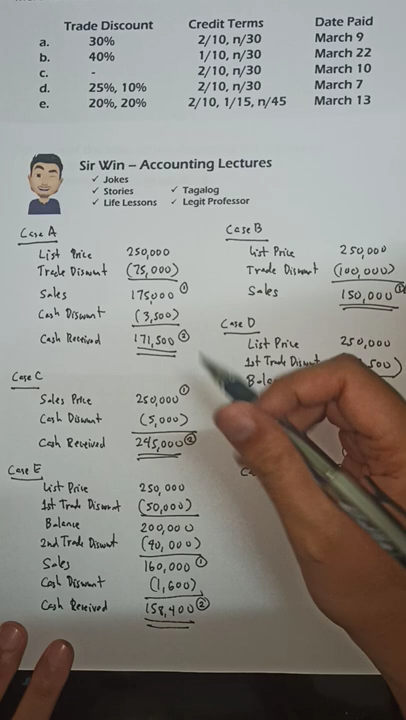 Trade Discount Credit Terms Date Paid
a. 30% 2/10, n/30 March 9
b. 40% 1/10, n/30 March 22
c. - 2/10, n/30 March 10
d. 25%, 10% 2/10, n/30 March 7
e. 20%, 20% 2/10, 1/15, n/45 March 13
Sir Win – Accounting Lectures
✓ Jokes
✓ Stories ✓ Tagalog
✓ Life Lessons ✓ Legit Professor
Case A
List Price 250,000
Trade Discount (75,000)
Sales 175,000 ①
Cash Discount (3,500)
Cash Received 171,500 ②
Case B
List Price 250,000
Trade Discount (100,000)
Sales 150,000 ①
Case C
Sales Price 250,000 ①
Cash Discount (5,000)
Cash Received 245,000 ②
Case D
List Price 250,000
1st Trade Discount
Case E
List Price 250,000
1st Trade Discount (50,000)
Balance 200,000
2nd Trade Discount (40,000)
Sales 160,000 ①
Cash Discount (1,600)
Cash Received 158,400 ②